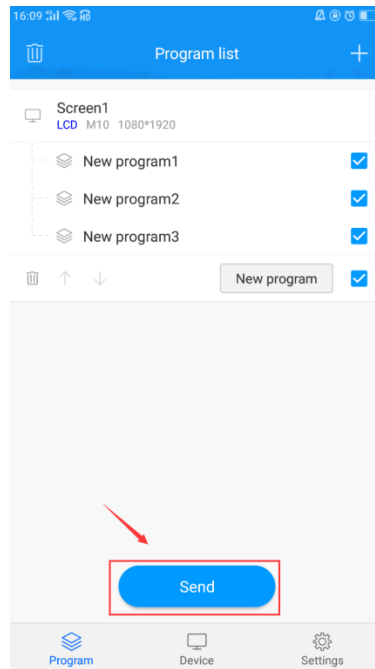 16:09
Program list
Screen1
LCD M10 1080*1920
New program1
New program2
New program3
New program
Send
Program Device Settings